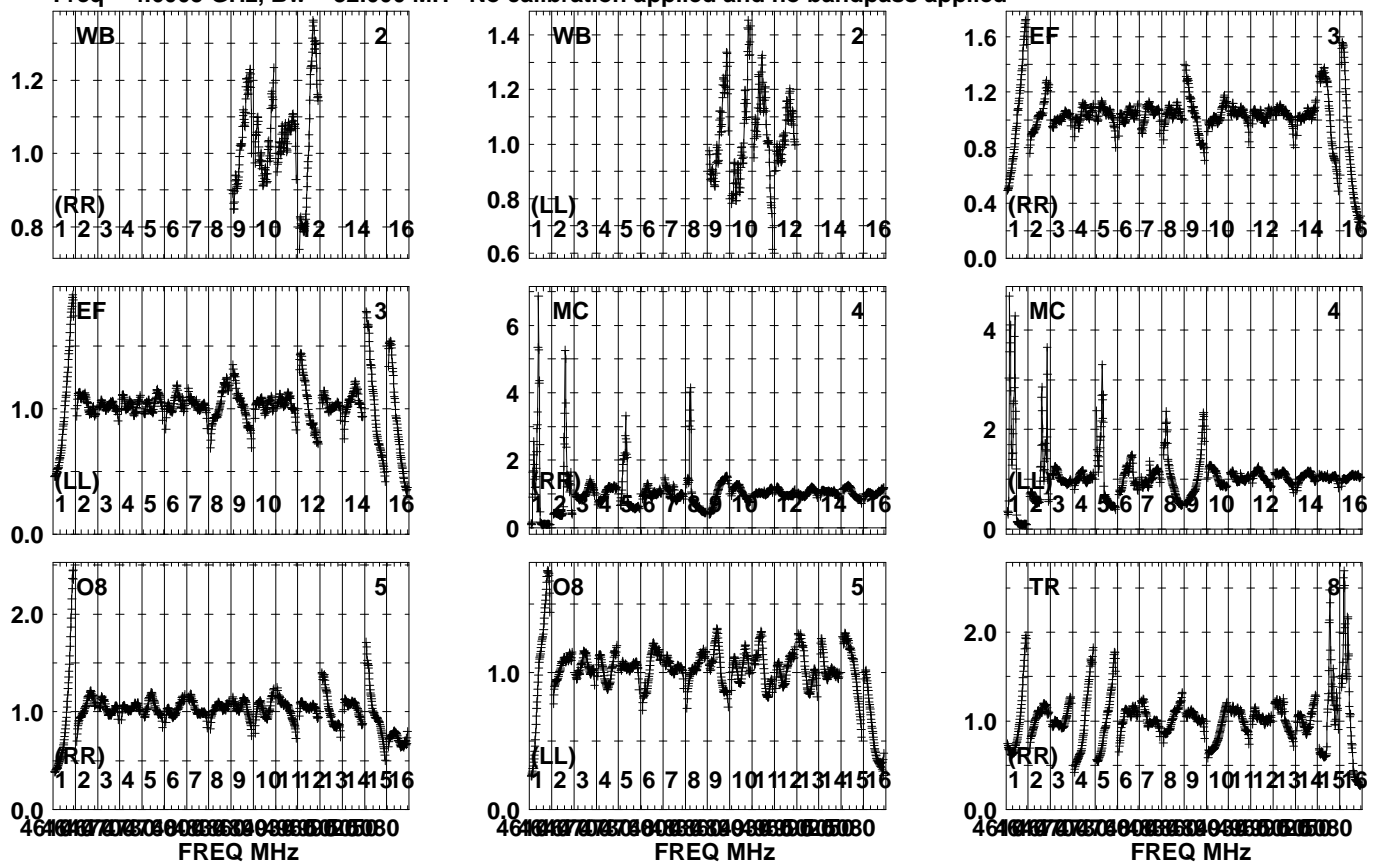 No calibration applied and no bandpass applied
WB 2
1.2
1.0
0.8
(RR)
1 2 3 4 5 6 7 8 9 10 12 14 16
WB 2
1.4
1.2
1.0
0.8
0.6
(LL)
1 2 3 4 5 6 7 8 9 10 12 14 16
EF 3
1.6
1.2
0.8
0.4
0.0
(RR)
1 2 3 4 5 6 7 8 9 10 12 14 16
EF 3
1.0
0.0
(LL)
1 2 3 4 5 6 7 8 9 10 12 14 16
MC 4
6
4
2
0
(RR)
1 2 3 4 5 6 7 8 9 10 12 14 16
MC 4
4
2
0
(LL)
1 2 3 4 5 6 7 8 9 10 12 14 16
O8 5
2.0
1.0
0.0
(RR)
1 2 3 4 5 6 7 8 9 10 11 12 13 15 16
FREQ MHz
O8 5
1.0
0.0
(LL)
1 2 3 4 5 6 7 8 9 10 11 12 13 14 15 16
FREQ MHz
TR 8
2.0
1.0
0.0
(RR)
1 2 3 4 5 6 7 8 9 10 11 12 13 14 15 16
FREQ MHz